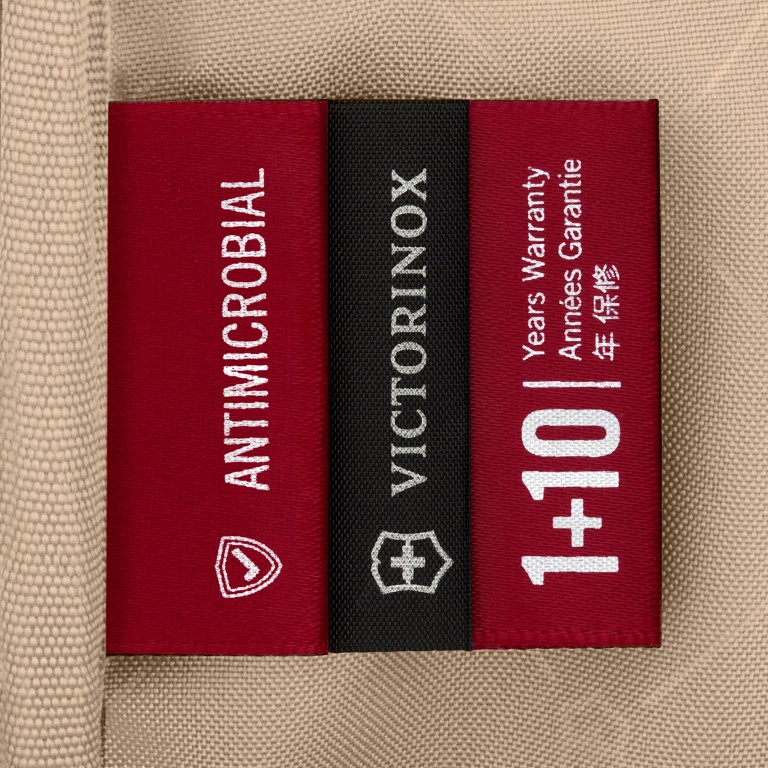 ANTIMICROBIAL
VICTORINOX
1+10
Years Warranty
Années Garantie
年 保修